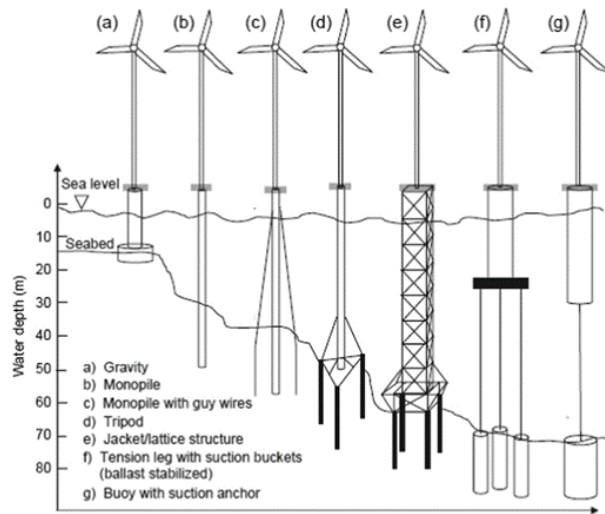 (a) (b) (c) (d) (e) (f) (g)
Sea level
0
Seabed
10
20
30
40
50
60
70
80
Water depth (m)
a) Gravity
b) Monopile
c) Monopile with guy wires
d) Tripod
e) Jacket/lattice structure
f) Tension leg with suction buckets
(ballast stabilized)
g) Buoy with suction anchor